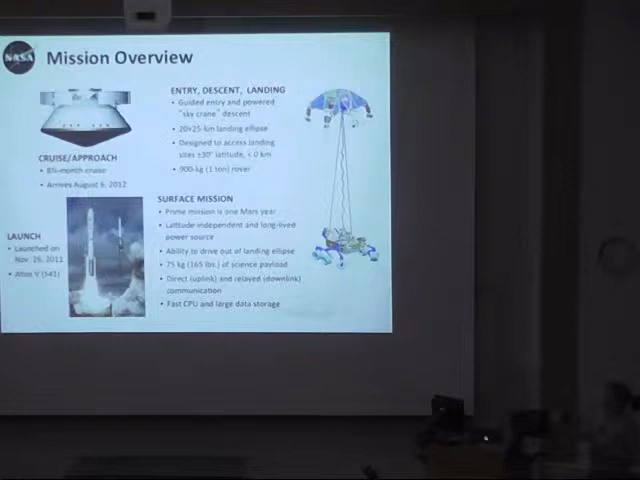 NASA
Mission Overview
CRUISE/APPROACH
• 8½-month cruise
• Arrives August 6, 2012
LAUNCH
• Launched on
Nov. 26, 2011
• Atlas V (541)
ENTRY, DESCENT, LANDING
• Guided entry and powered
"sky crane" descent
• 20×25-km landing ellipse
• Designed to access landing
sites ±30° latitude, < 0 km
• 900-kg (1 ton) rover
SURFACE MISSION
• Prime mission is one Mars year
• Latitude-independent and long-lived
power source
• Ability to drive out of landing ellipse
• 75 kg (165 lbs.) of science payload
• Direct (uplink) and relayed (downlink)
communication
• Fast CPU and large data storage